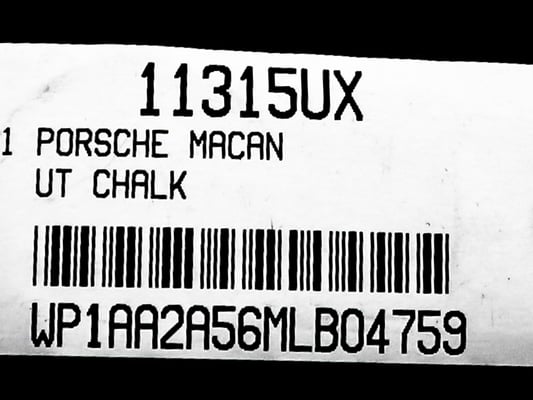 11315UX
1 PORSCHE MACAN
UT CHALK
WP1AA2A56MLB04759